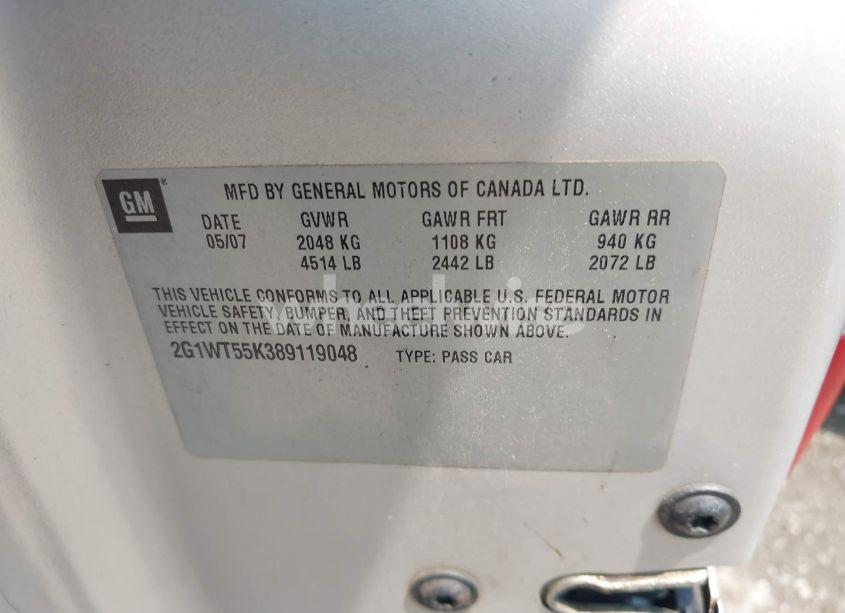 GM
MFD BY GENERAL MOTORS OF CANADA LTD.
DATE GVWR GAWR FRT GAWR RR
05/07 2048 KG 1108 KG 940 KG
4514 LB 2442 LB 2072 LB
THIS VEHICLE CONFORMS TO ALL APPLICABLE U.S. FEDERAL MOTOR
VEHICLE SAFETY, BUMPER, AND THEFT PREVENTION STANDARDS IN
EFFECT ON THE DATE OF MANUFACTURE SHOWN ABOVE.
2G1WT55K389119048 TYPE: PASS CAR